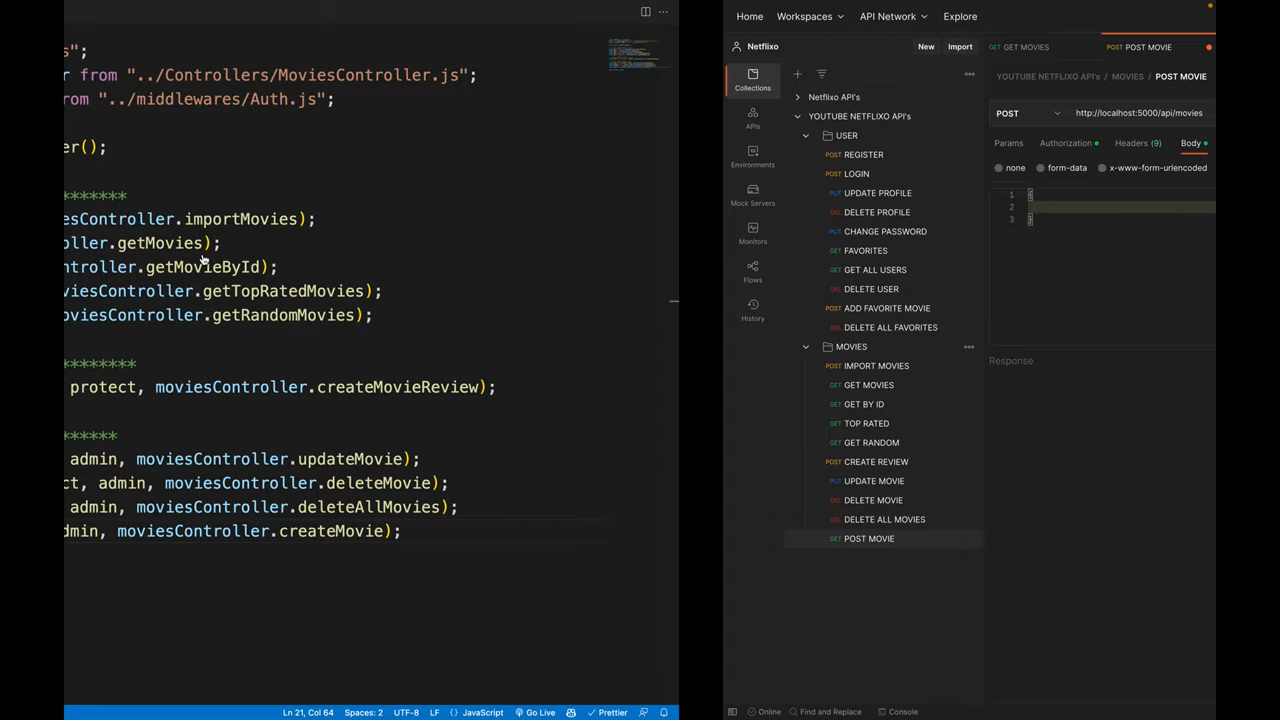 s";
r from "../Controllers/MoviesController.js";
rom "../middlewares/Auth.js";
er();
*******
esController.importMovies);
oller.getMovies);
ntroller.getMovieById);
viesController.getTopRatedMovies);
oviesController.getRandomMovies);
********
protect, moviesController.createMovieReview);
******
admin, moviesController.updateMovie);
ct, admin, moviesController.deleteMovie);
admin, moviesController.deleteAllMovies);
dmin, moviesController.createMovie);
Ln 21, Col 64 Spaces: 2 UTF-8 LF {} JavaScript Go Live Prettier
Home Workspaces API Network Explore
Netflixo New Import
GET GET MOVIES POST POST MOVIE
Collections
APIs
Environments
Mock Servers
Monitors
Flows
History
Netflixo API's
YOUTUBE NETFLIXO API's
USER
POST REGISTER
POST LOGIN
PUT UPDATE PROFILE
DEL DELETE PROFILE
PUT CHANGE PASSWORD
GET FAVORITES
GET GET ALL USERS
DEL DELETE USER
POST ADD FAVORITE MOVIE
DEL DELETE ALL FAVORITES
MOVIES
POST IMPORT MOVIES
GET GET MOVIES
GET GET BY ID
GET TOP RATED
GET GET RANDOM
POST CREATE REVIEW
PUT UPDATE MOVIE
DEL DELETE MOVIE
DEL DELETE ALL MOVIES
GET POST MOVIE
YOUTUBE NETFLIXO API's / MOVIES / POST MOVIE
POST http://localhost:5000/api/movies
Params Authorization Headers (9) Body
none form-data x-www-form-urlencoded
1 {
2
3 }
Response
Online Find and Replace Console